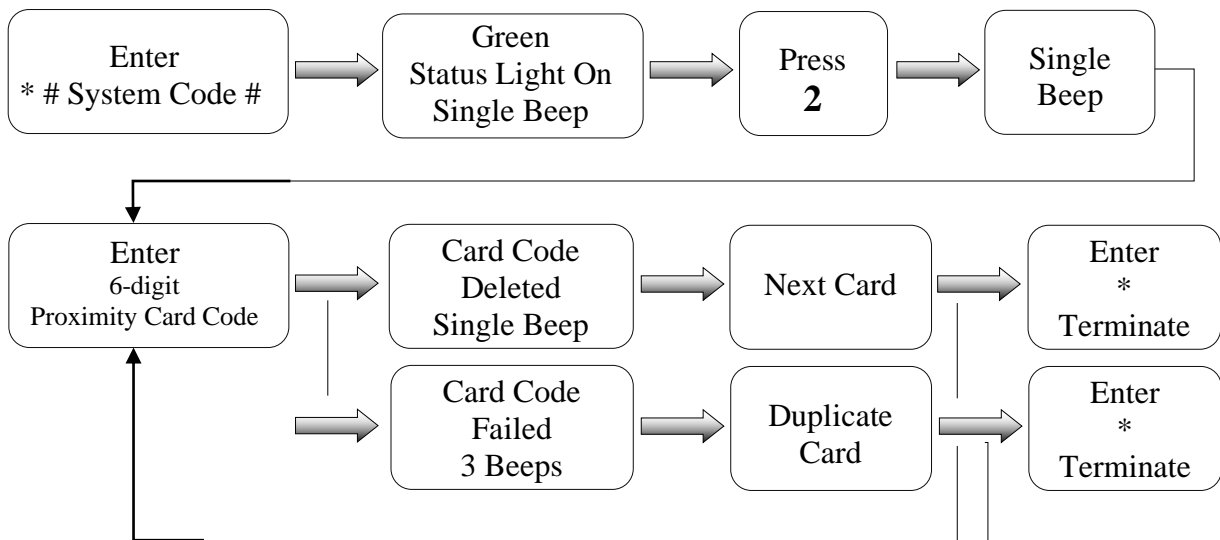 Enter
* # System Code #
Green
Status Light On
Single Beep
Press
2
Single
Beep
Enter
6-digit
Proximity Card Code
Card Code
Deleted
Single Beep
Next Card
Enter
*
Terminate
Card Code
Failed
3 Beeps
Duplicate
Card
Enter
*
Terminate